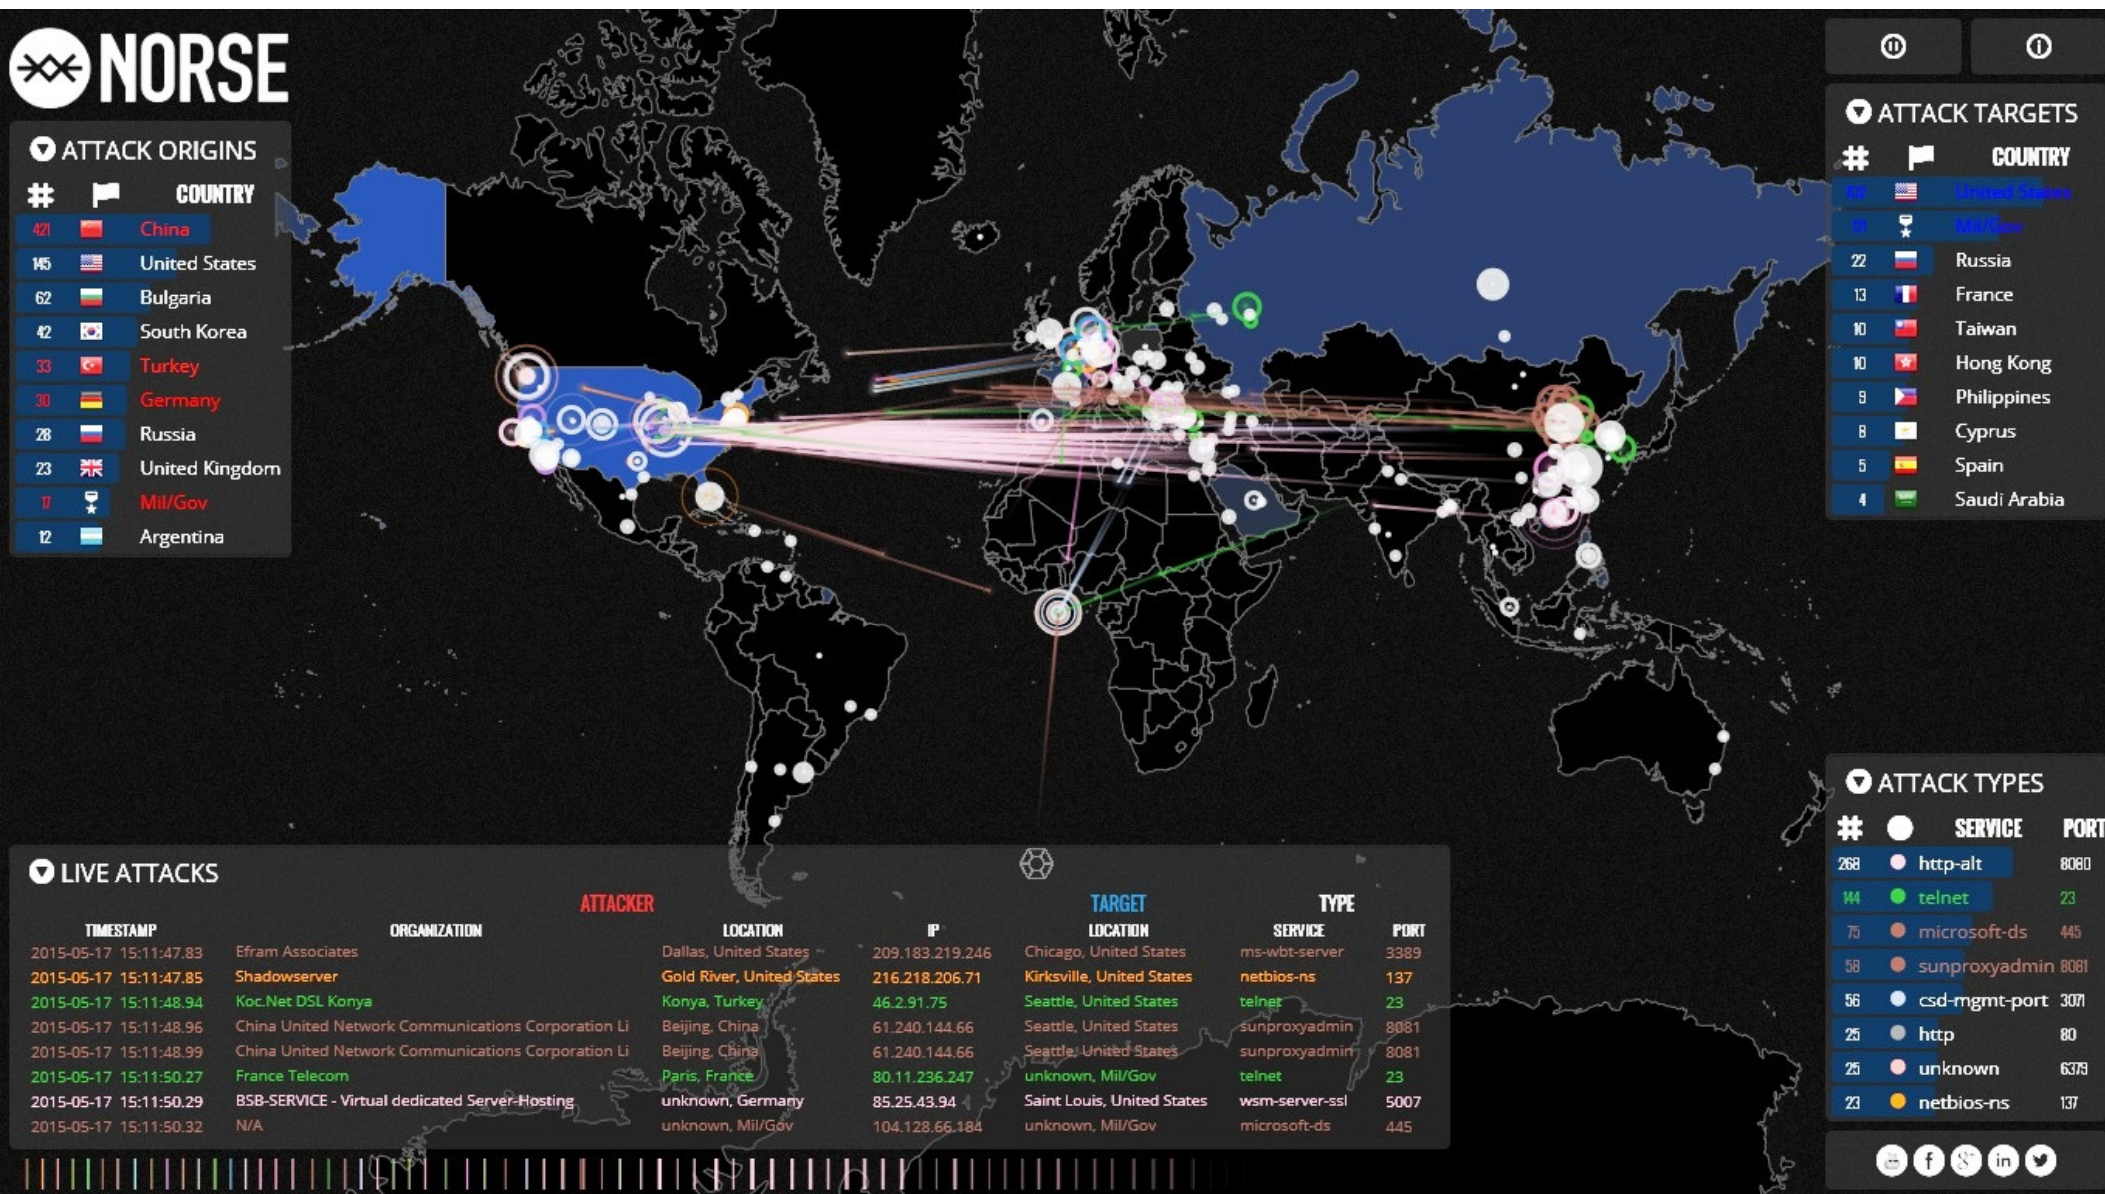 NORSE
ATTACK ORIGINS
# COUNTRY
421 China
145 United States
62 Bulgaria
42 South Korea
33 Turkey
30 Germany
28 Russia
23 United Kingdom
17 Mil/Gov
12 Argentina
ATTACK TARGETS
# COUNTRY
United States
Mil/Gov
22 Russia
13 France
10 Taiwan
10 Hong Kong
9 Philippines
8 Cyprus
5 Spain
4 Saudi Arabia
LIVE ATTACKS
ATTACKER TARGET TYPE
TIMESTAMP ORGANIZATION LOCATION IP LOCATION SERVICE PORT
2015-05-17 15:11:47.83 Efram Associates Dallas, United States 209.183.219.246 Chicago, United States ms-wbt-server 3389
2015-05-17 15:11:47.85 Shadowserver Gold River, United States 216.218.206.71 Kirksville, United States netbios-ns 137
2015-05-17 15:11:48.94 Koc.Net DSL Konya Konya, Turkey 46.2.91.75 Seattle, United States telnet 23
2015-05-17 15:11:48.96 China United Network Communications Corporation Li Beijing, China 61.240.144.66 Seattle, United States sunproxyadmin 8081
2015-05-17 15:11:48.99 China United Network Communications Corporation Li Beijing, China 61.240.144.66 Seattle, United States sunproxyadmin 8081
2015-05-17 15:11:50.27 France Telecom Paris, France 80.11.236.247 unknown, Mil/Gov telnet 23
2015-05-17 15:11:50.29 BSB-SERVICE - Virtual dedicated Server-Hosting unknown, Germany 85.25.43.94 Saint Louis, United States wsm-server-ssl 5007
2015-05-17 15:11:50.32 N/A unknown, Mil/Gov 104.128.66.184 unknown, Mil/Gov microsoft-ds 445
ATTACK TYPES
# SERVICE PORT
268 http-alt 8080
144 telnet 23
75 microsoft-ds 445
58 sunproxyadmin 8081
56 csd-mgmt-port 3071
25 http 80
25 unknown 6379
23 netbios-ns 137